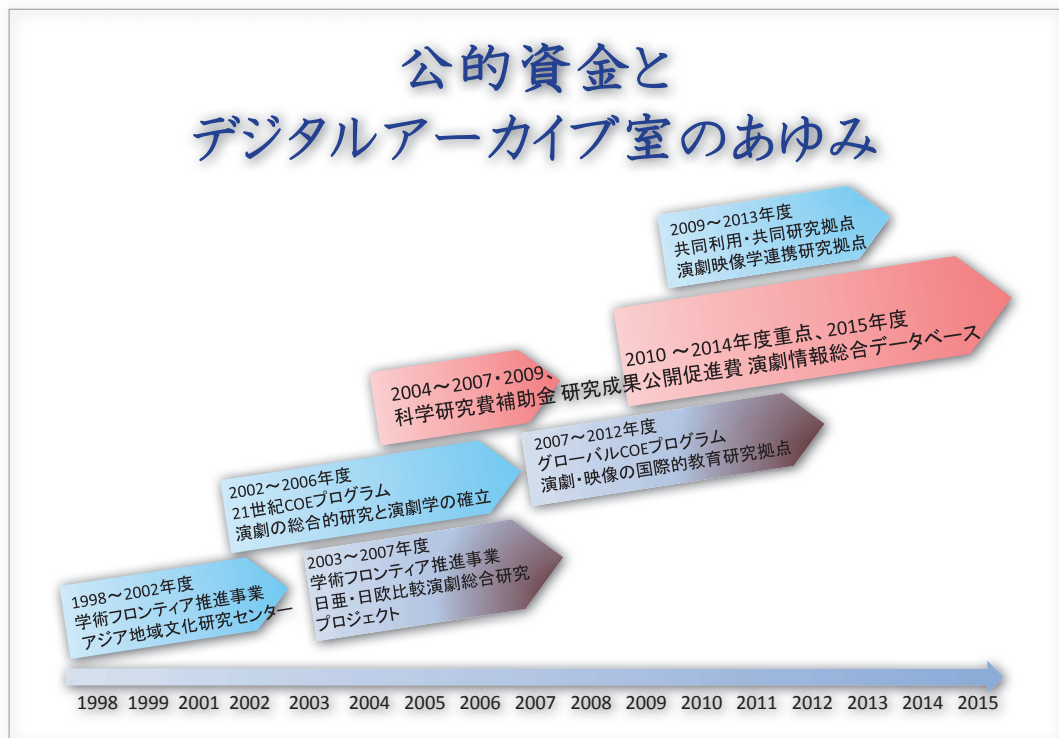 公的資金と
デジタルアーカイブ室のあゆみ
2009～2013年度
共同利用・共同研究拠点
演劇映像学連携研究拠点
2010 ～2014年度重点、2015年度
2004～2007・2009、
科学研究費補助金 研究成果公開促進費 演劇情報総合データベース
2007～2012年度
グローバルCOEプログラム
演劇・映像の国際的教育研究拠点
2002～2006年度
21世紀COEプログラム
演劇の総合的研究と演劇学の確立
2003～2007年度
学術フロンティア推進事業
日亜・日欧比較演劇総合研究
プロジェクト
1998～2002年度
学術フロンティア推進事業
アジア地域文化研究センター
1998 1999 2001 2002 2003 2004 2005 2006 2007 2008 2009 2010 2011 2012 2013 2014 2015